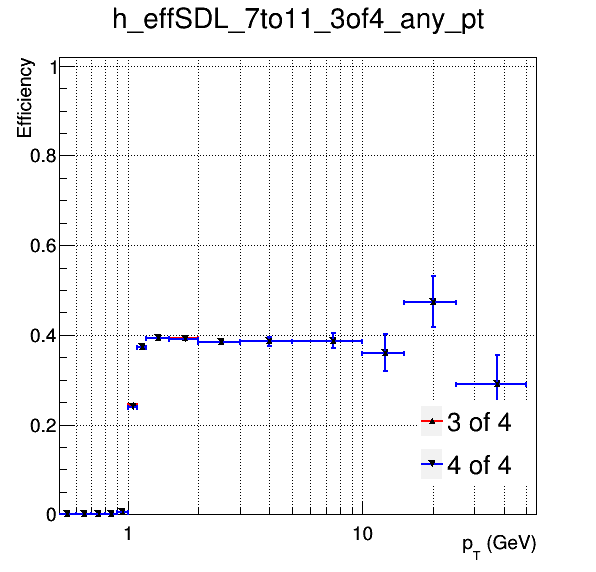 h_effSDL_7to11_3of4_any_pt
Efficiency
1
0.8
0.6
0.4
0.2
0
3 of 4
4 of 4
1
10
p_T (GeV)